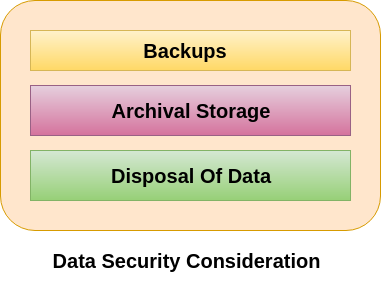 Backups
Archival Storage
Disposal Of Data
Data Security Consideration